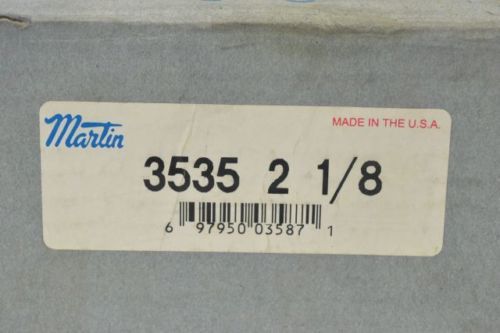 Martin
MADE IN THE U.S.A.
3535 2 1/8
6 97950 03587 1